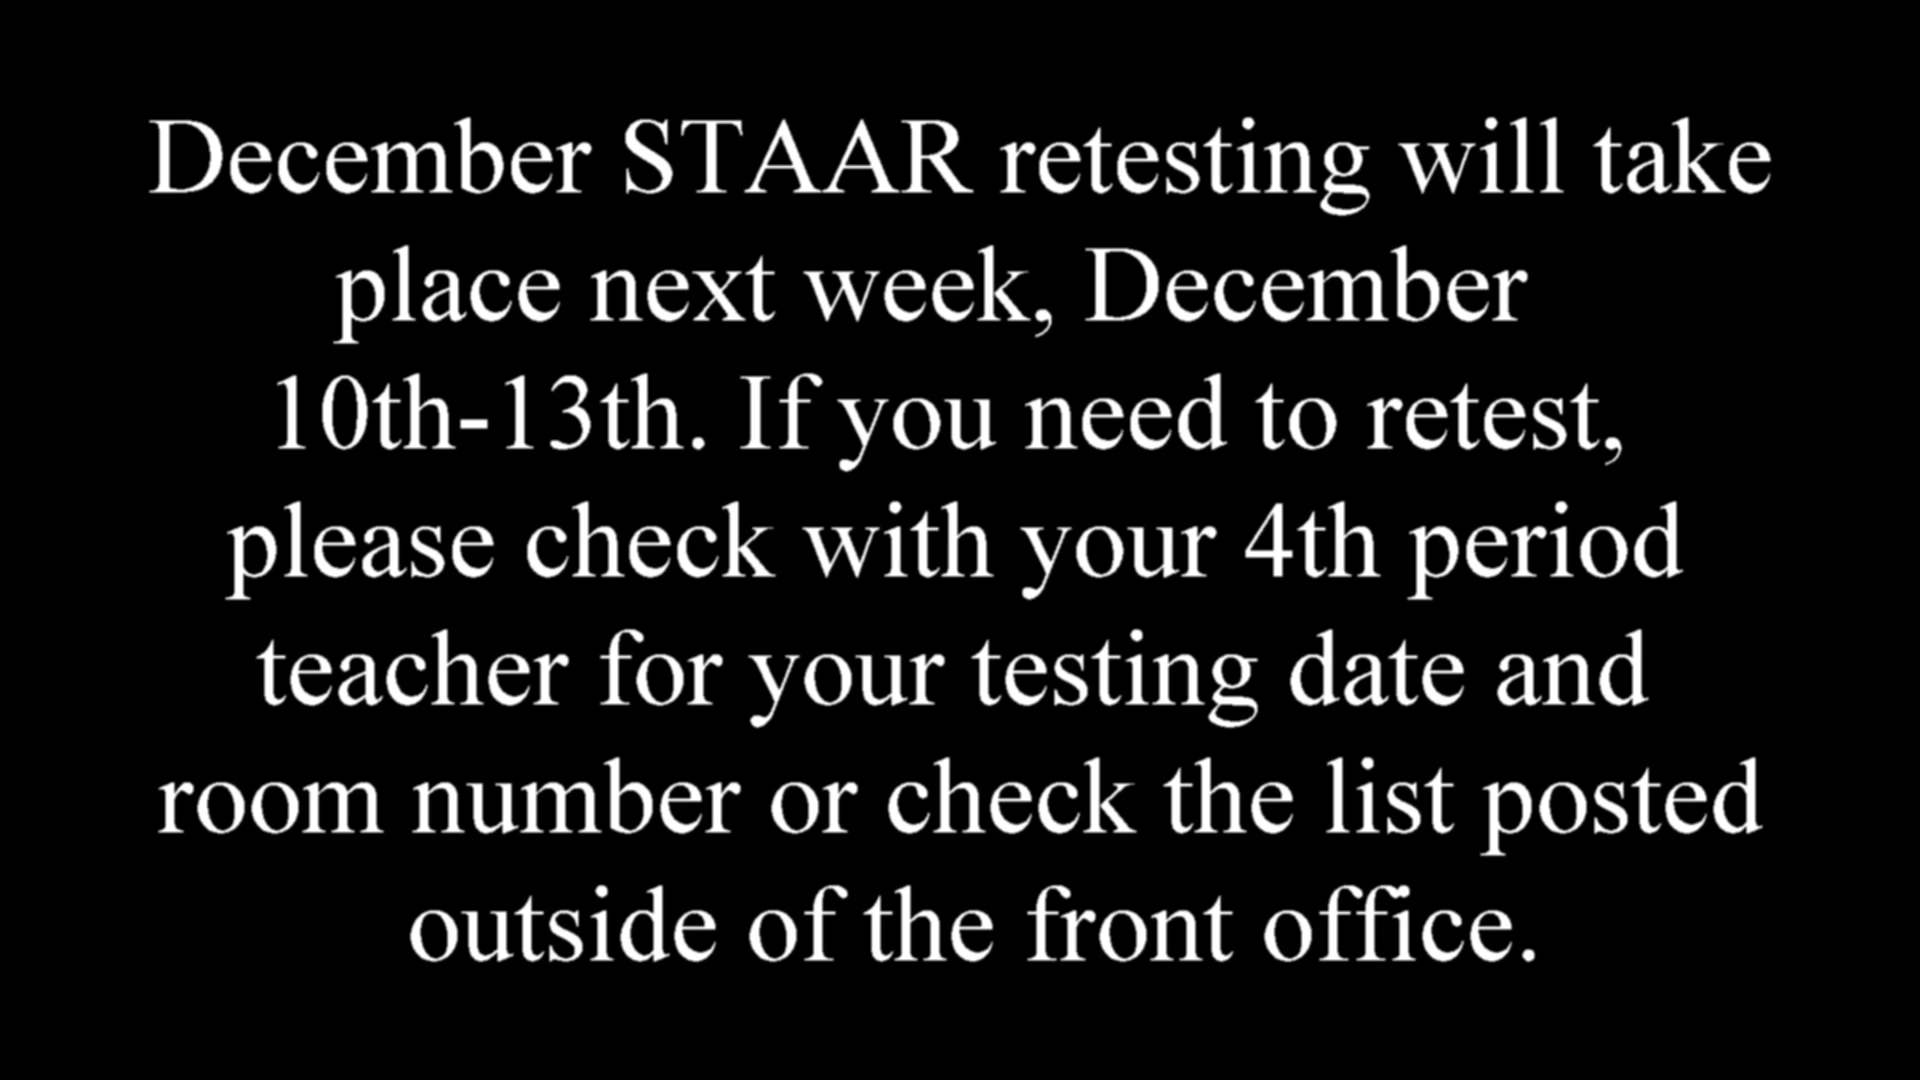 December STAAR retesting will take
place next week, December
10th-13th. If you need to retest,
please check with your 4th period
teacher for your testing date and
room number or check the list posted
outside of the front office.